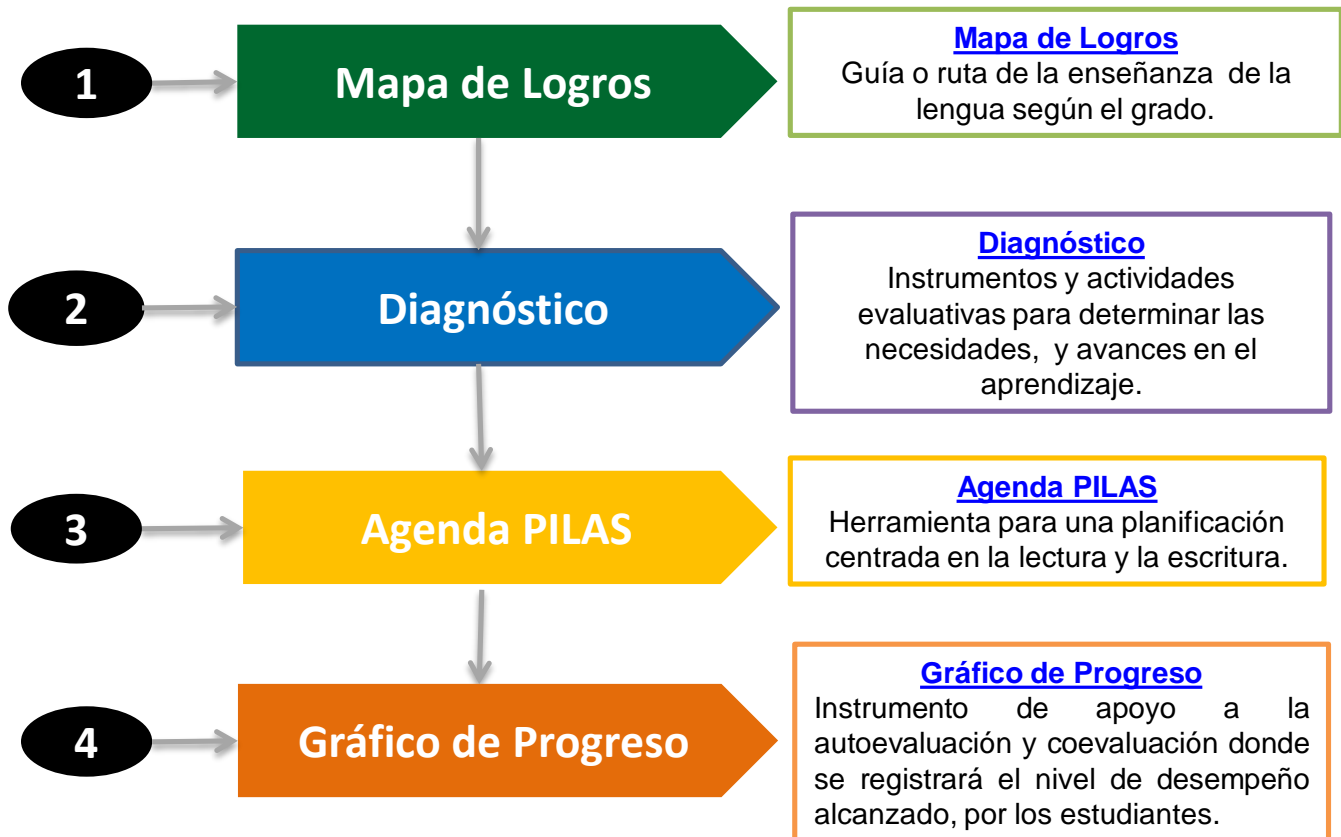 1
Mapa de Logros
Mapa de Logros
Guía o ruta de la enseñanza de la
lengua según el grado.
2
Diagnóstico
Diagnóstico
Instrumentos y actividades
evaluativas para determinar las
necesidades, y avances en el
aprendizaje.
3
Agenda PILAS
Agenda PILAS
Herramienta para una planificación
centrada en la lectura y la escritura.
4
Gráfico de Progreso
Gráfico de Progreso
Instrumento de apoyo a la
autoevaluación y coevaluación donde
se registrará el nivel de desempeño
alcanzado, por los estudiantes.